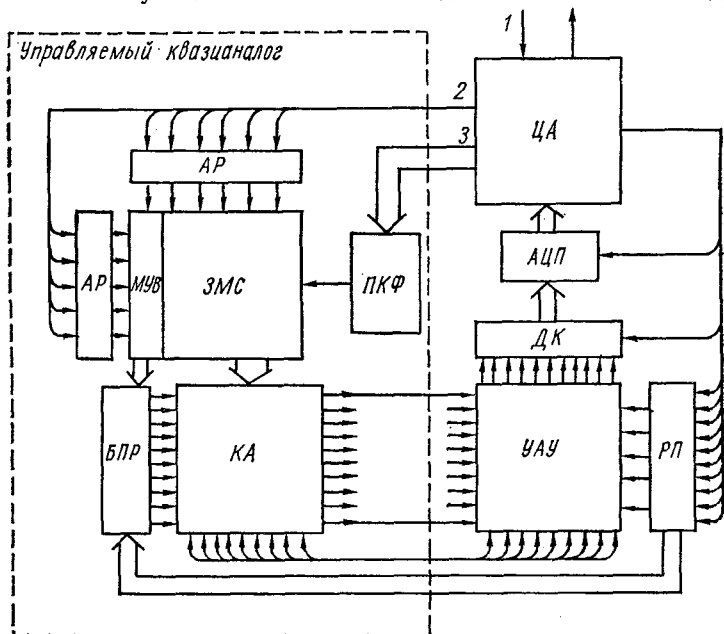 Управляемый квазианалог
1
2
3
ЦА
АР
АР
МУВ
ЗМС
ПКФ
АЦП
ДК
БПР
КА
УАУ
РП